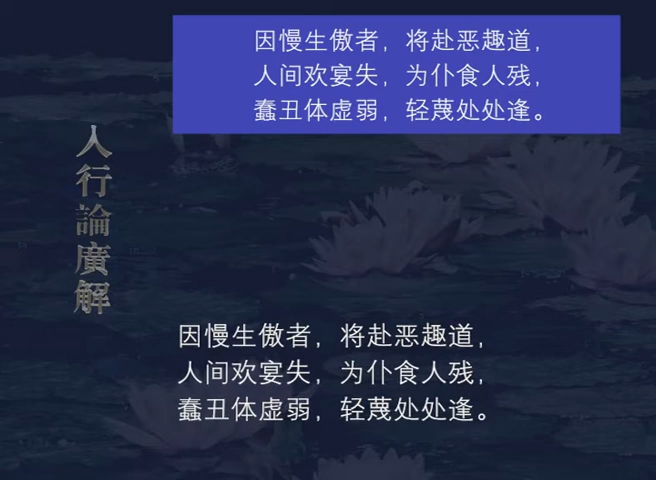 因慢生傲者，将赴恶趣道，
人间欢宴失，为仆食人残，
蠢丑体虚弱，轻蔑处处逢。
人行論廣解
因慢生傲者，将赴恶趣道，
人间欢宴失，为仆食人残，
蠢丑体虚弱，轻蔑处处逢。